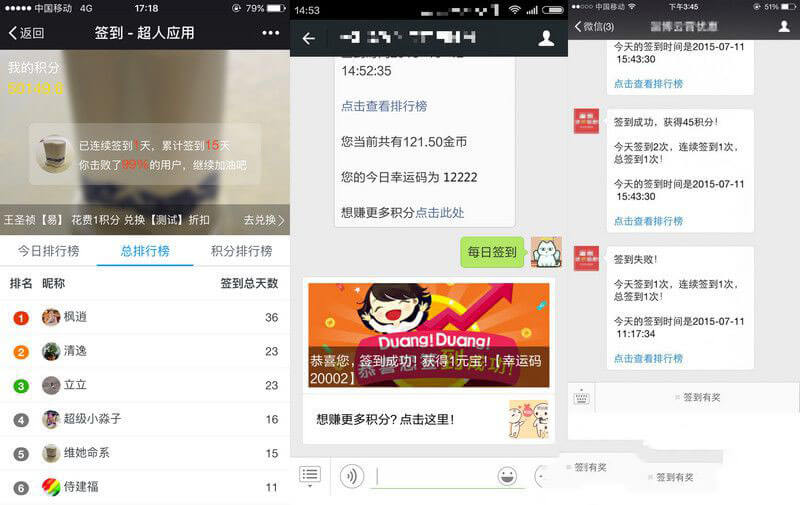 中国移动 4G
17:18
79%
返回
签到 - 超人应用
我的积分
50149.6
已连续签到1天，累计签到15天
你击败了99%的用户，继续加油吧
王圣祯【易】 花费1积分 兑换【测试】折扣
去兑换
今日排行榜
总排行榜
积分排行榜
排名
昵称
签到总天数
1 枫逍 36
2 清逸 23
3 立立 23
4 超级小淼子 16
5 维她命系 15
6 侍建福 11
14:53
中国移动
14:52:35
点击查看排行榜
您当前共有121.50金币
您的今日幸运码为 12222
想赚更多积分点击此处
每日签到
Duang! Duang!
恭喜您签到成功!
恭喜您，签到成功！获得1元宝！【幸运码
20002】
想赚更多积分？点击这里！
中国移动
下午3:45
51%
微信(3)
今天的签到时间是2015-07-11
15:43:30
点击查看排行榜
签到成功，获得45积分！
今天签到2次，连续签到1次，
总签到1次！
今天的签到时间是2015-07-11
15:43:30
点击查看排行榜
签到失败！
今天签到1次，连续签到1次，
总签到1次！
今天的签到时间是2015-07-11
11:17:34
点击查看排行榜
签到有奖
签到有奖
签到有奖